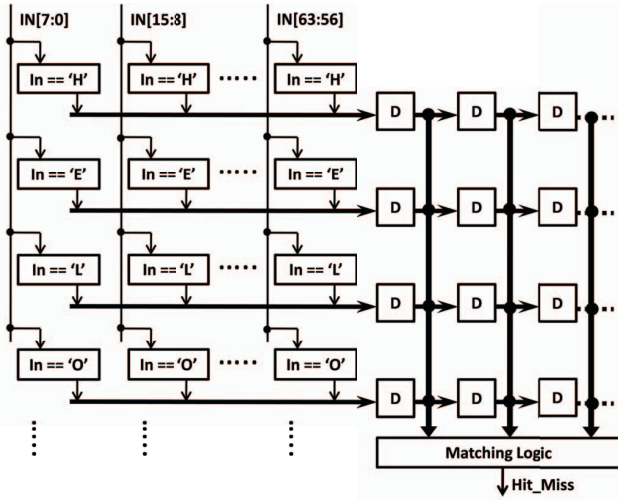 IN[7:0] IN[15:8] IN[63:56]
In == 'H' In == 'H' ..... In == 'H'
D D D
In == 'E' In == 'E' ..... In == 'E'
D D D
In == 'L' In == 'L' ..... In == 'L'
D D D
In == 'O' In == 'O' ..... In == 'O'
D D D
Matching Logic
Hit_Miss